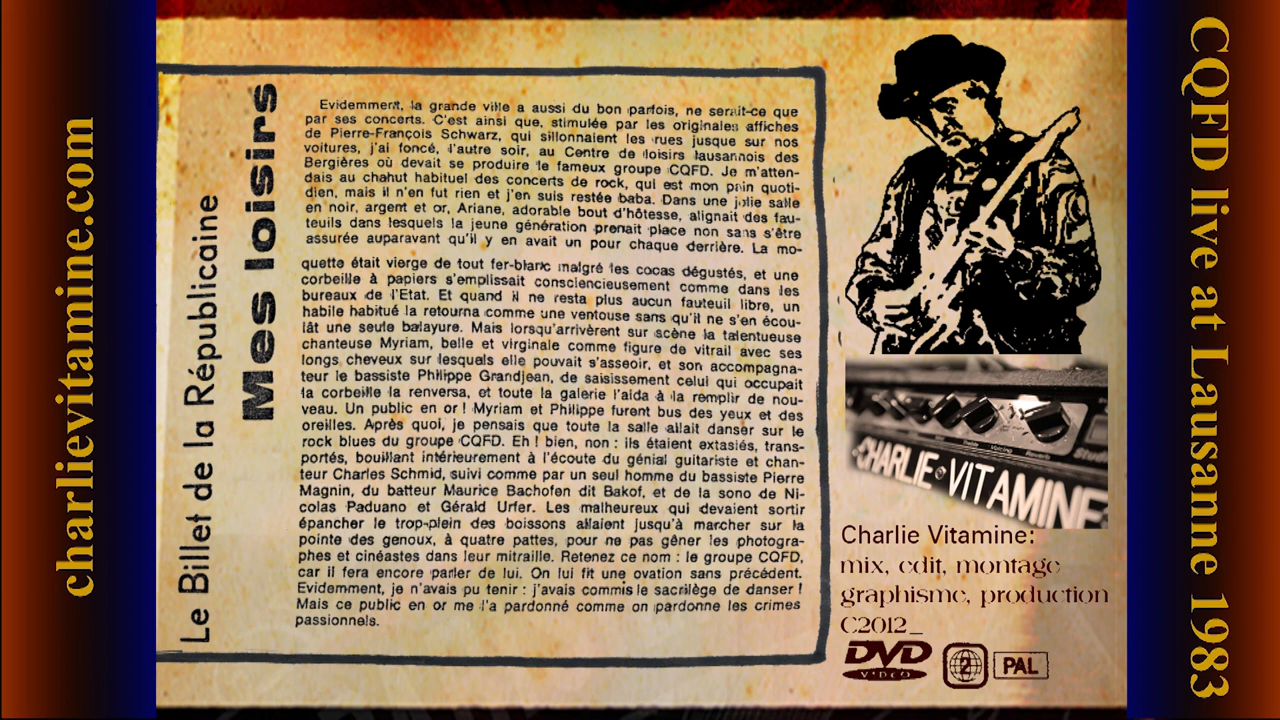 charlievitamine.com
Le Billet de la Républicaine
Mes loisirs
Evidemment, la grande ville a aussi du bon parfois, ne serait-ce que
par ses concerts. C'est ainsi que, stimulée par les originales affiches
de Pierre-François Schwarz, qui sillonnaient les rues jusque sur nos
voitures, j'ai foncé, l'autre soir, au Centre de loisirs lausannois des
Bergières où devait se produire le fameux groupe CQFD. Je m'atten-
dais au chahut habituel des concerts de rock, qui est mon pain quoti-
dien, mais il n'en fut rien et j'en suis restée baba. Dans une jolie salle
en noir, argent et or, Ariane, adorable bout d'hôtesse, alignait des fau-
teuils dans lesquels la jeune génération prenait place non sans s'être
assurée auparavant qu'il y en avait un pour chaque derrière. La mo-
quette était vierge de tout fer-blanc malgré les cocas dégustés, et une
corbeille à papiers s'emplissait consciencieusement comme dans les
bureaux de l'Etat. Et quand il ne resta plus aucun fauteuil libre, un
habile habitué la retourna comme une ventouse sans qu'il ne s'en écou-
lât une seule balayure. Mais lorsqu'arrivèrent sur scène la talentueuse
chanteuse Myriam, belle et virginale comme figure de vitrail avec ses
longs cheveux sur lesquels elle pouvait s'asseoir, et son accompagna-
teur le bassiste Philippe Grandjean, de saisissement celui qui occupait
la corbeille la renversa, et toute la galerie l'aida à la remplir de nou-
veau. Un public en or ! Myriam et Philippe furent bus des yeux et des
oreilles. Après quoi, je pensais que toute la salle allait danser sur le
rock blues du groupe CQFD. Eh ! bien, non : ils étaient extasiés, trans-
portés, bouillant intérieurement à l'écoute du génial guitariste et chan-
teur Charles Schmid, suivi comme par un seul homme du bassiste Pierre
Magnin, du batteur Maurice Bachofen dit Bakof, et de la sono de Ni-
colas Paduano et Gérald Urfer. Les malheureux qui devaient sortir
épancher le trop-plein des boissons allaient jusqu'à marcher sur la
pointe des genoux, à quatre pattes, pour ne pas gêner les photogra-
phes et cinéastes dans leur mitraille. Retenez ce nom : le groupe CQFD,
car il fera encore parler de lui. On lui fit une ovation sans précédent.
Evidemment, je n'avais pu tenir : j'avais commis le sacrilège de danser !
Mais ce public en or me l'a pardonné comme on pardonne les crimes
passionnels.
CHARLIE VITAMINE
Charlie Vitamine:
mix, edit, montage
graphisme, production
C2012_
DVD
VIDEO
2
PAL
CQFD live at Lausanne 1983